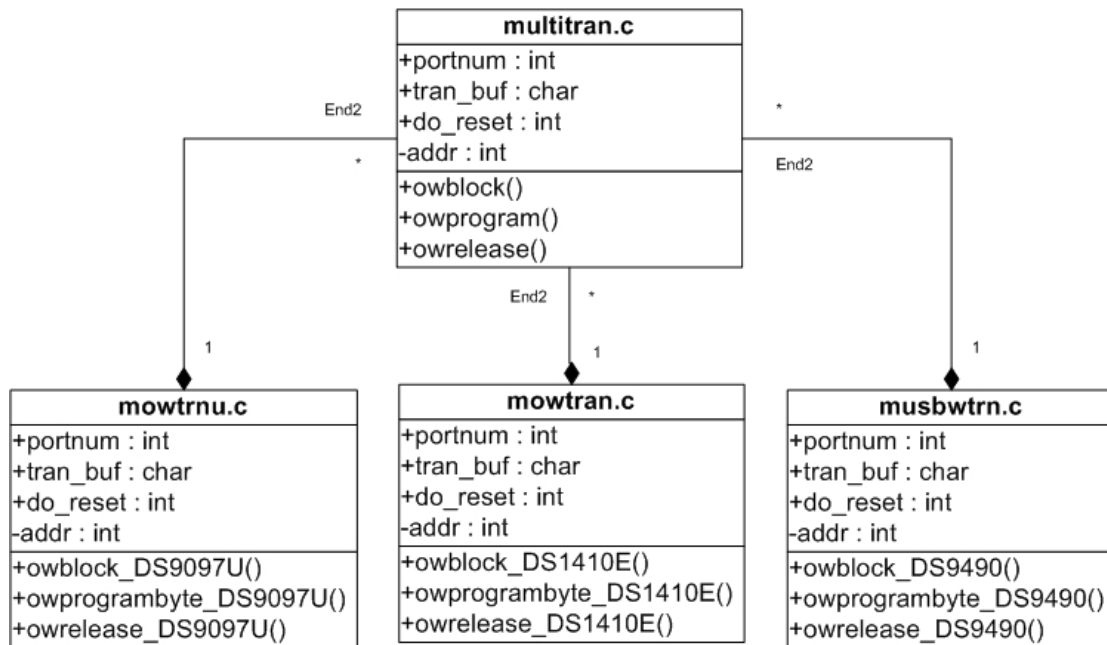 multitran.c
+portnum : int
+tran_buf : char
+do_reset : int
-addr : int
+owblock()
+owprogram()
+owrelease()
End2
*
*
End2
End2
*
1
1
1
mowtrnu.c
+portnum : int
+tran_buf : char
+do_reset : int
-addr : int
+owblock_DS9097U()
+owprogrambyte_DS9097U()
+owrelease_DS9097U()
mowtran.c
+portnum : int
+tran_buf : char
+do_reset : int
-addr : int
+owblock_DS1410E()
+owprogrambyte_DS1410E()
+owrelease_DS1410E()
musbwtrn.c
+portnum : int
+tran_buf : char
+do_reset : int
-addr : int
+owblock_DS9490()
+owprogrambyte_DS9490()
+owrelease_DS9490()